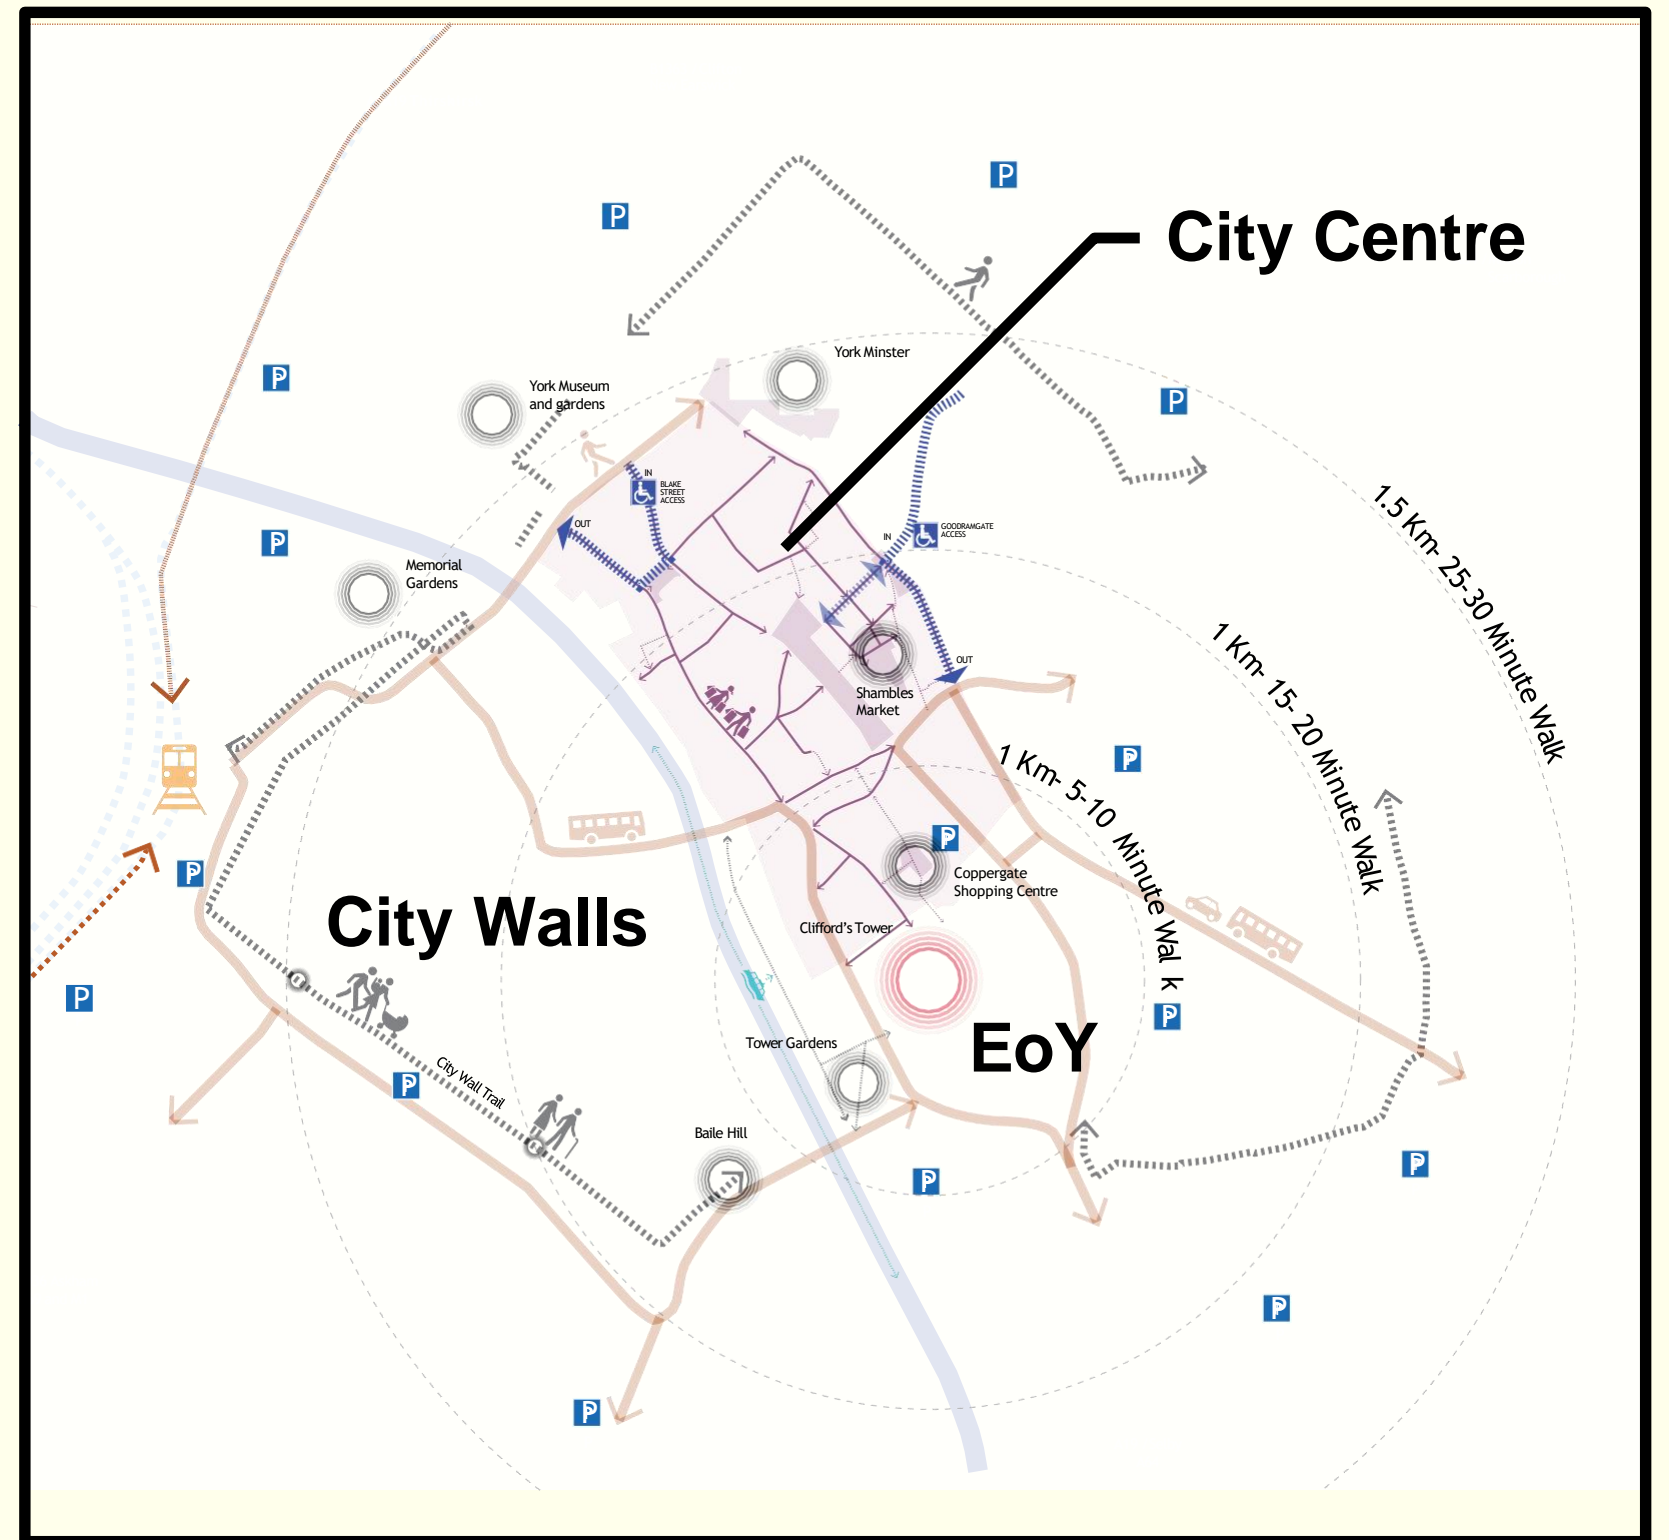 P
P
City Centre
York Minster
P
York Museum
and gardens
P
IN
BLAKE
STREET
ACCESS
OUT
GOODRAMGATE
ACCESS
IN
P
Memorial
Gardens
1.5 Km- 25-30 Minute Walk
1 Km- 15- 20 Minute Walk
OUT
Shambles
Market
1 Km- 5-10 Minute Wal k
P
P
P
Coppergate
Shopping Centre
City Walls
Clifford's Tower
P
P
EoY
Tower Gardens
City Wall Trail
P
Baile Hill
P
P
P
P